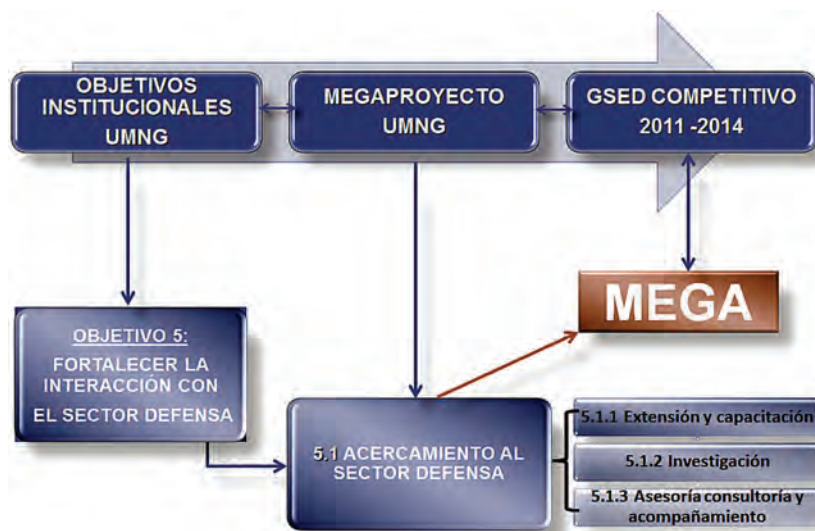 OBJETIVOS
INSTITUCIONALES
UMNG
MEGAPROYECTO
UMNG
GSED COMPETITIVO
2011 -2014
MEGA
OBJETIVO 5:
FORTALECER LA
INTERACCIÓN CON
EL SECTOR DEFENSA
5.1 ACERCAMIENTO AL
SECTOR DEFENSA
5.1.1 Extensión y capacitación
5.1.2 Investigación
5.1.3 Asesoría consultoría y
acompañamiento